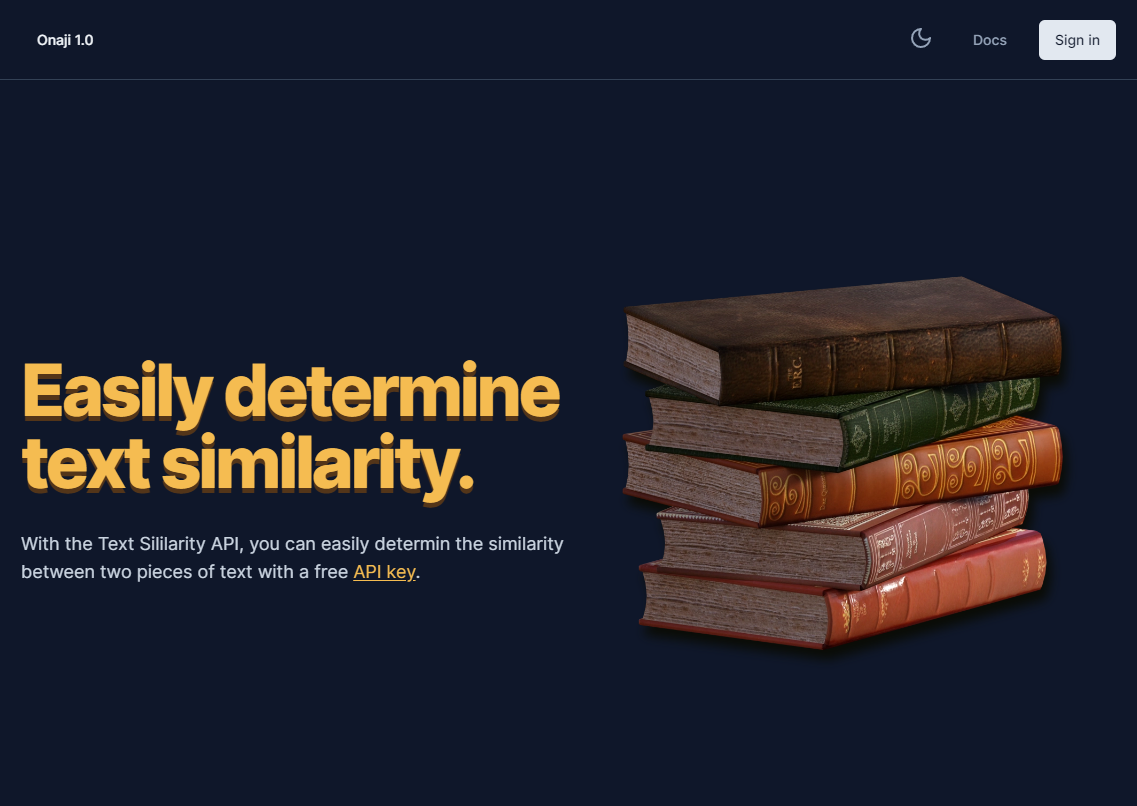 Onaji 1.0
Docs
Sign in
Easily determine
text similarity.
With the Text Sililarity API, you can easily determin the similarity
between two pieces of text with a free API key.
ERC.